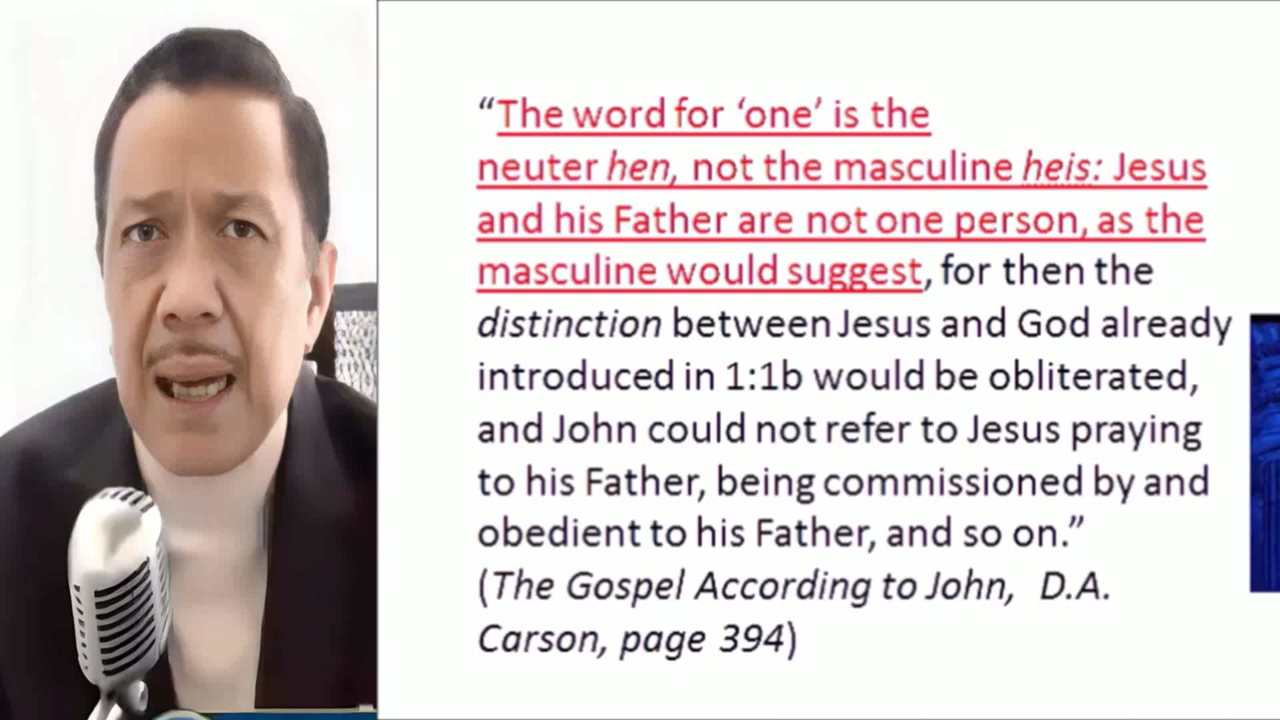 “The word for ‘one’ is the
neuter hen, not the masculine heis: Jesus
and his Father are not one person, as the
masculine would suggest, for then the
distinction between Jesus and God already
introduced in 1:1b would be obliterated,
and John could not refer to Jesus praying
to his Father, being commissioned by and
obedient to his Father, and so on.”
(The Gospel According to John, D.A.
Carson, page 394)